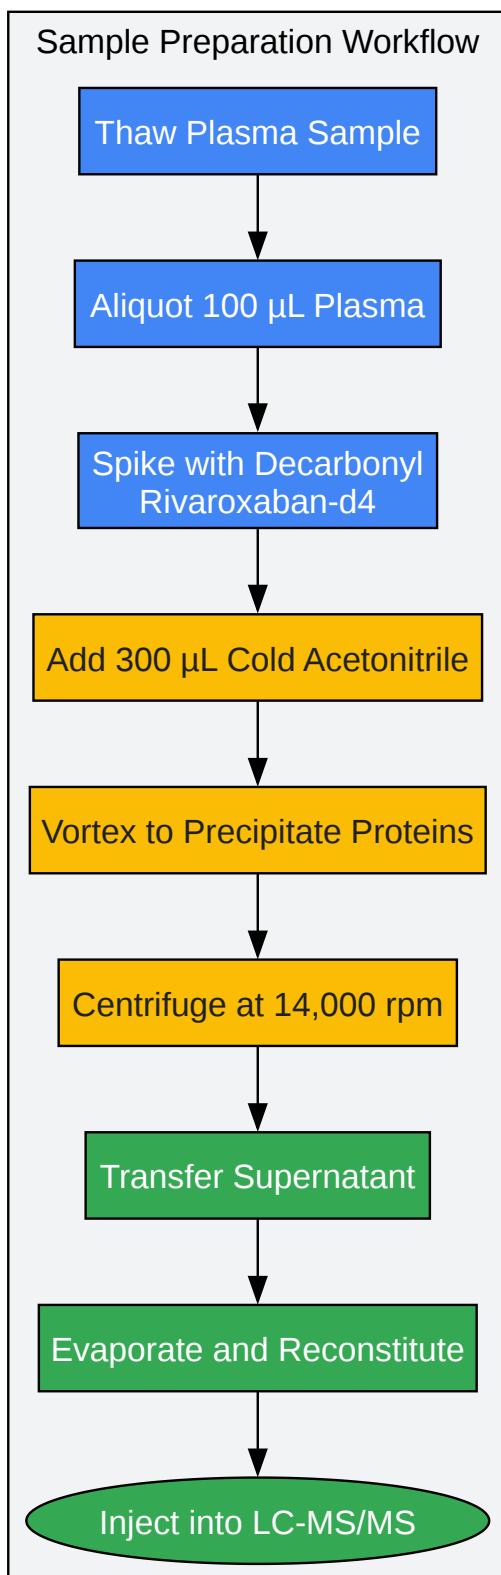 Sample Preparation Workflow
Thaw Plasma Sample
Aliquot 100 µL Plasma
Spike with Decarbonyl
Rivaroxaban-d4
Add 300 µL Cold Acetonitrile
Vortex to Precipitate Proteins
Centrifuge at 14,000 rpm
Transfer Supernatant
Evaporate and Reconstitute
Inject into LC-MS/MS